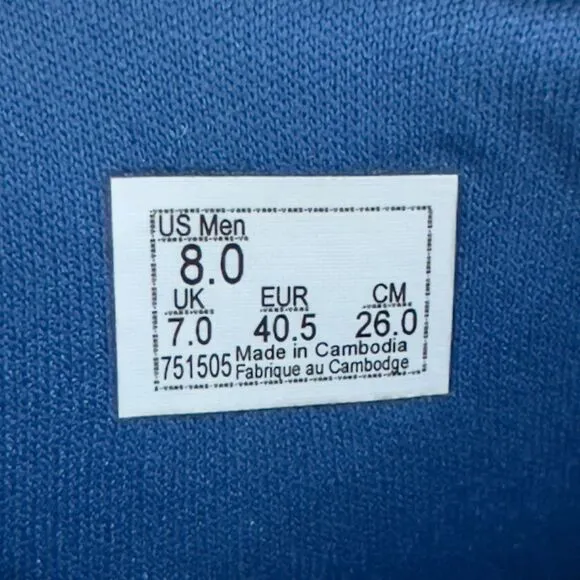 US Men
8.0
UK EUR CM
7.0 40.5 26.0
751505 Made in Cambodia
Fabrique au Cambodge